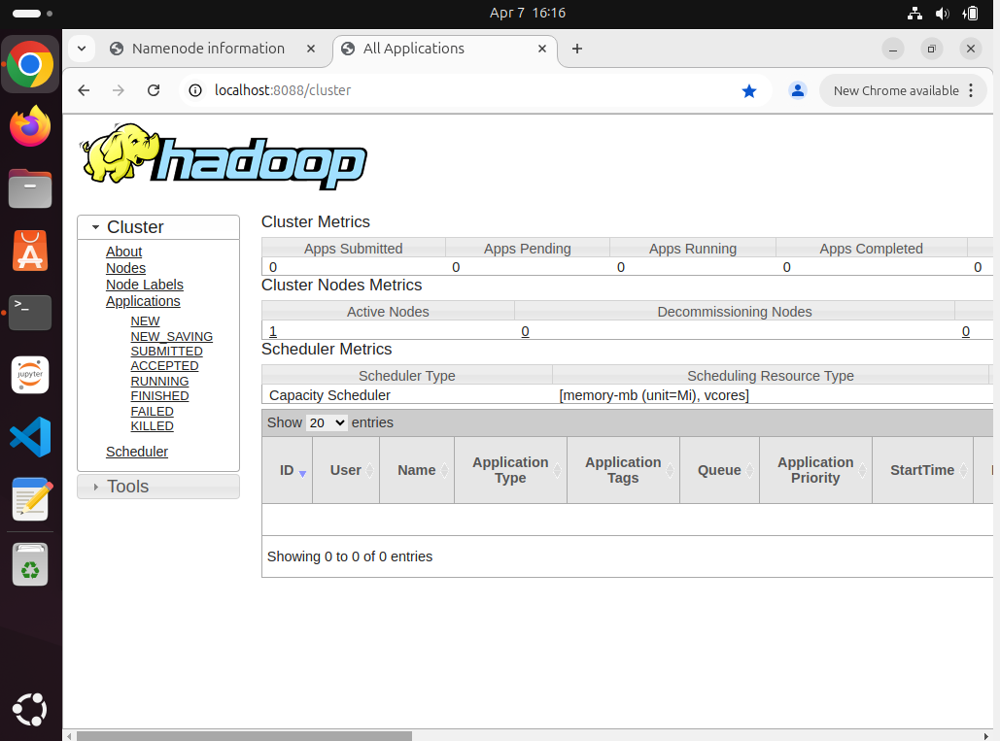 Apr 7 16:16
Namenode information
All Applications
localhost:8088/cluster
New Chrome available
hadoop
Cluster
About
Nodes
Node Labels
Applications
NEW
NEW_SAVING
SUBMITTED
ACCEPTED
RUNNING
FINISHED
FAILED
KILLED
Scheduler
Tools
Cluster Metrics
Apps Submitted Apps Pending Apps Running Apps Completed
0 0 0 0 0
Cluster Nodes Metrics
Active Nodes Decommissioning Nodes
1 0 0
Scheduler Metrics
Scheduler Type Scheduling Resource Type
Capacity Scheduler [memory-mb (unit=Mi), vcores]
Show 20 entries
ID User Name Application Type Application Tags Queue Application Priority StartTime
Showing 0 to 0 of 0 entries
jupyter